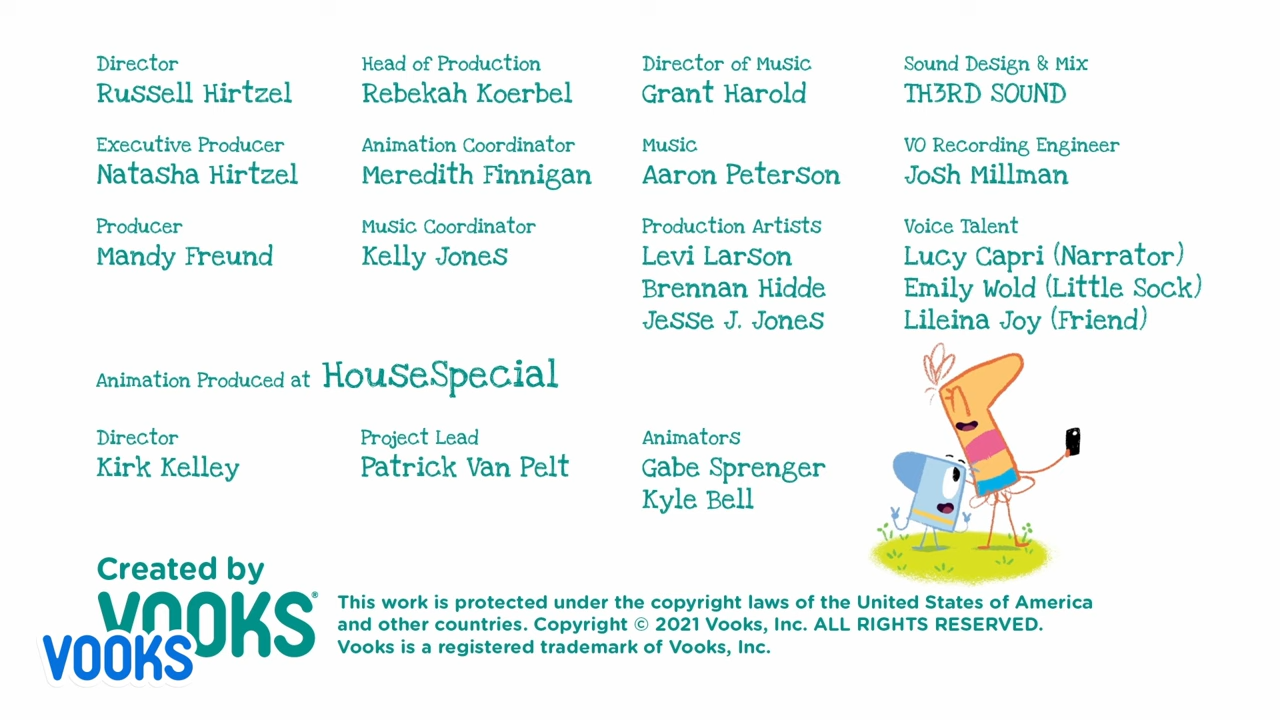 Director
Russell Hirtzel
Executive Producer
Natasha Hirtzel
Producer
Mandy Freund
Head of Production
Rebekah Koerbel
Animation Coordinator
Meredith Finnigan
Music Coordinator
Kelly Jones
Director of Music
Grant Harold
Music
Aaron Peterson
Production Artists
Levi Larson
Brennan Hidde
Jesse J. Jones
Sound Design & Mix
TH3RD SOUND
VO Recording Engineer
Josh Millman
Voice Talent
Lucy Capri (Narrator)
Emily Wold (Little Sock)
Lileina Joy (Friend)
Animation Produced at HouseSpecial
Director
Kirk Kelley
Project Lead
Patrick Van Pelt
Animators
Gabe Sprenger
Kyle Bell
Created by
VOOKS®
VOOKS
This work is protected under the copyright laws of the United States of America
and other countries. Copyright © 2021 Vooks, Inc. ALL RIGHTS RESERVED.
Vooks is a registered trademark of Vooks, Inc.